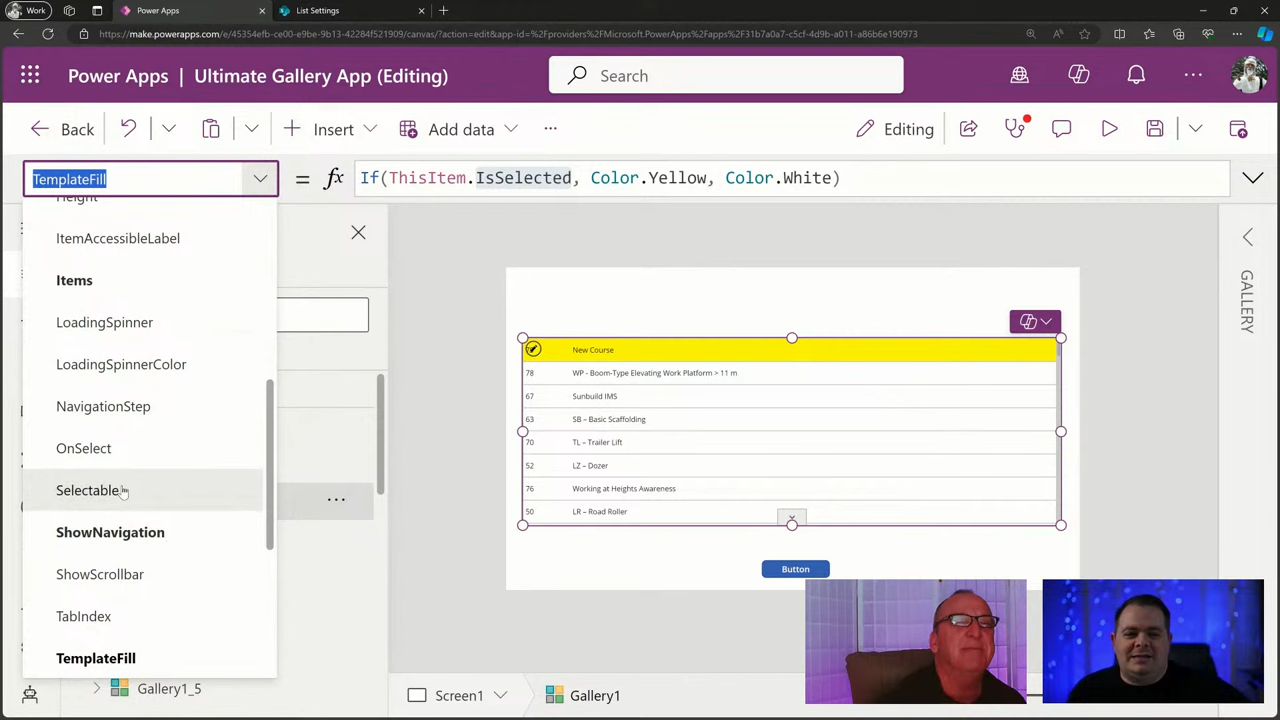 Work
Power Apps
List Settings
https://make.powerapps.com/e/45354efb-ce00-e9be-9b13-42284f521909/canvas/?action=edit&app-id=%2Fproviders%2FMicrosoft.PowerApps%2Fapps%2F31b7a0a7-c5cf-4d9b-a011-a86b6e190973
Power Apps | Ultimate Gallery App (Editing)
Search
Back
Insert
Add data
Editing
TemplateFill
= fx
If(ThisItem.IsSelected, Color.Yellow, Color.White)
Height
ItemAccessibleLabel
Items
LoadingSpinner
LoadingSpinnerColor
NavigationStep
OnSelect
Selectable
ShowNavigation
ShowScrollbar
TabIndex
TemplateFill
Gallery1_5
New Course
78 WP - Boom-Type Elevating Work Platform > 11 m
67 Sunbuild IMS
63 SB – Basic Scaffolding
70 TL – Trailer Lift
52 LZ – Dozer
76 Working at Heights Awareness
50 LR – Road Roller
Button
GALLERY
Screen1
Gallery1